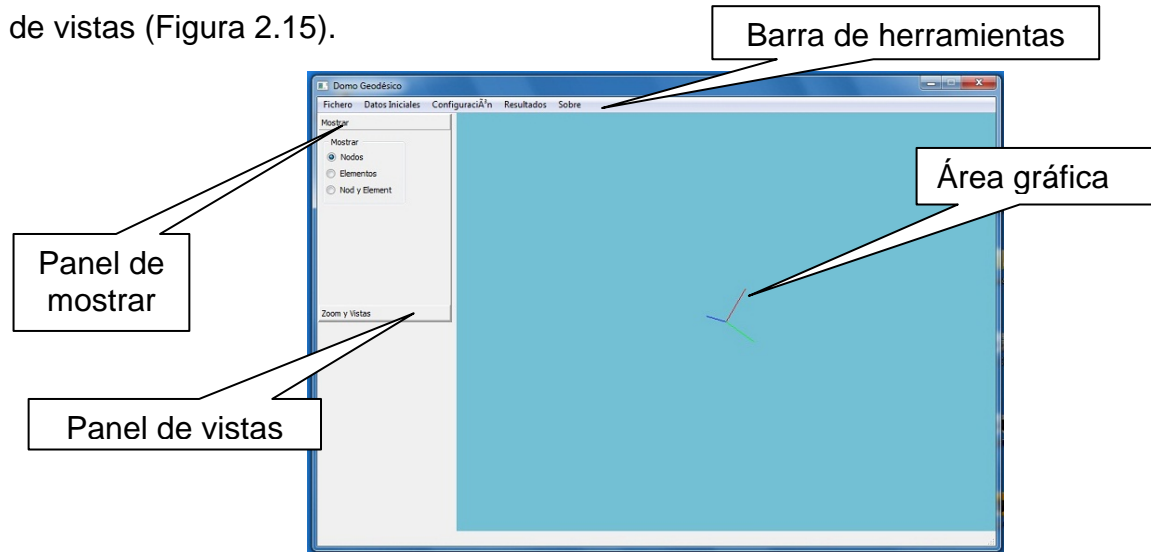 de vistas (Figura 2.15).
Barra de herramientas
Domo Geodésico
Fichero Datos Iniciales ConfiguraciÃ³n Resultados Sobre
Mostrar
Mostrar
Nodos
Elementos
Nod y Element
Área gráfica
Panel de
mostrar
Zoom y Vistas
Panel de vistas